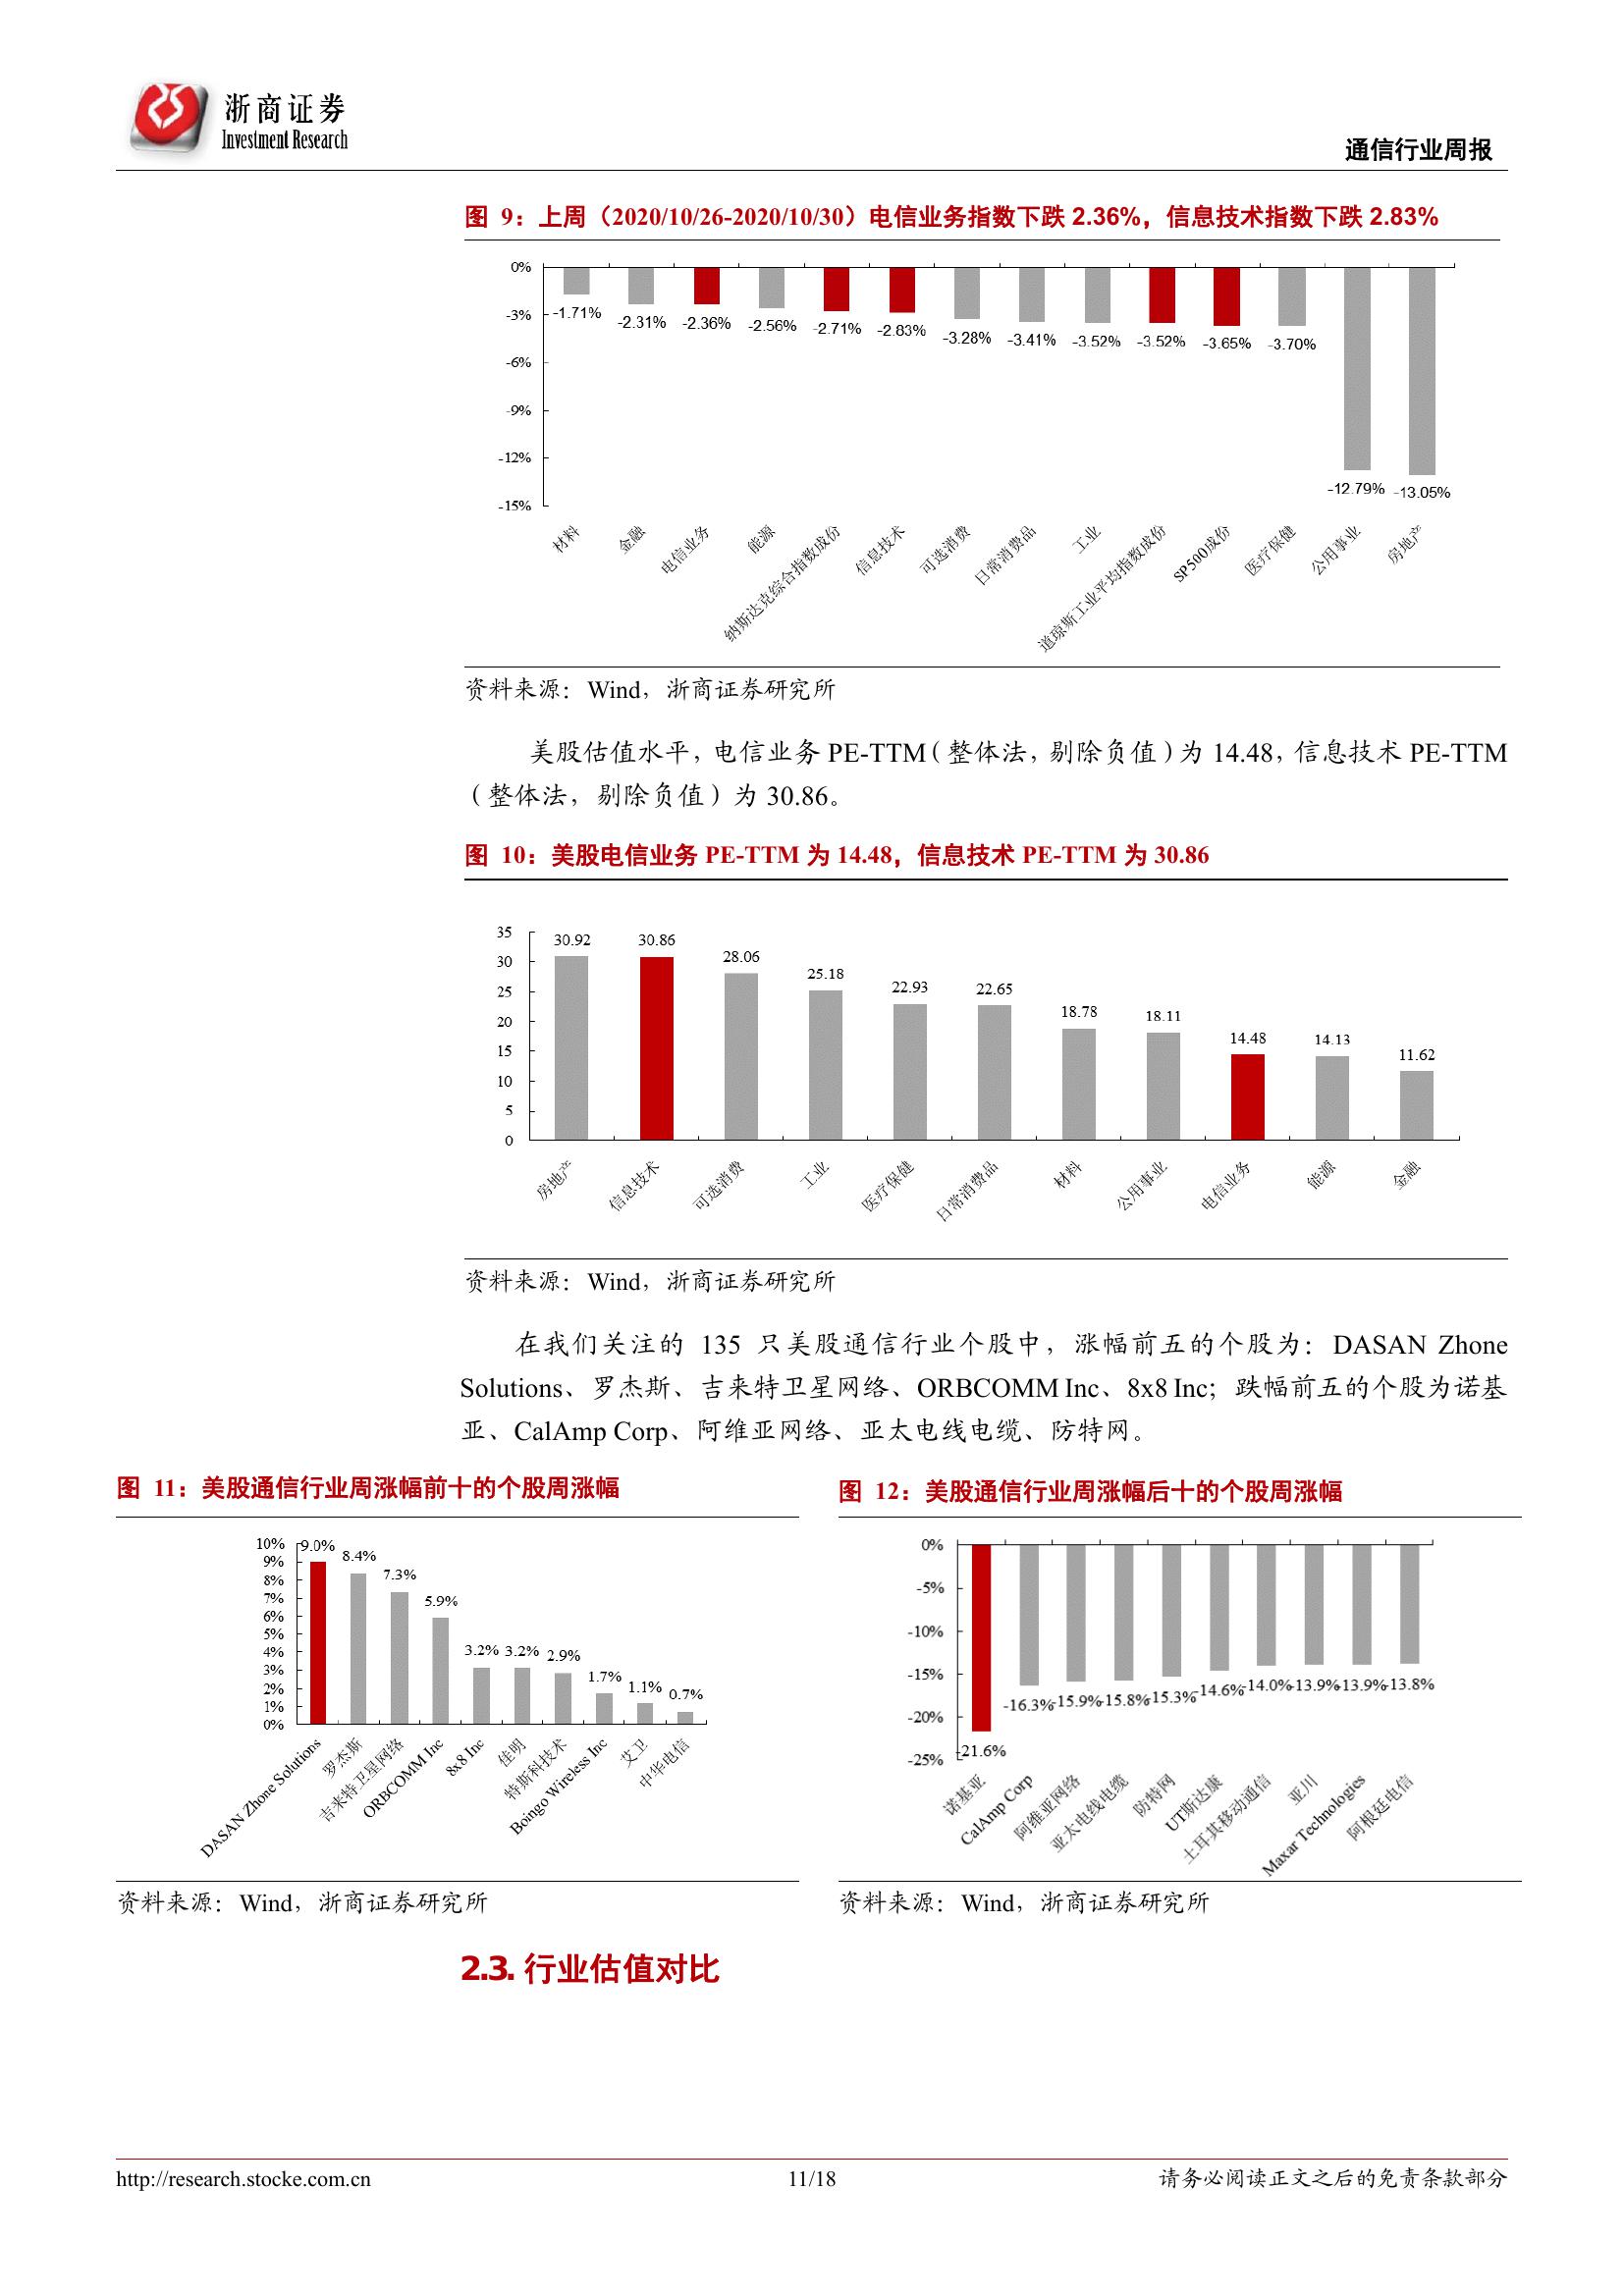 浙商证券
Investment Research
通信行业周报
图 9：上周（2020/10/26-2020/10/30）电信业务指数下跌 2.36%，信息技术指数下跌 2.83%
0%
-3%
-6%
-9%
-12%
-15%
-1.71%
-2.31%
-2.36%
-2.56%
-2.71%
-2.83%
-3.28%
-3.41%
-3.52%
-3.52%
-3.65%
-3.70%
-12.79%
-13.05%
材料
金融
电信业务
能源
纳斯达克综合指数成份
信息技术
可选消费
日常消费品
工业
道琼斯工业平均指数成份
SP500成份
医疗保健
公用事业
房地产
资料来源：Wind，浙商证券研究所
美股估值水平，电信业务 PE-TTM（整体法，剔除负值）为 14.48，信息技术 PE-TTM
（整体法，剔除负值）为 30.86。
图 10：美股电信业务 PE-TTM 为 14.48，信息技术 PE-TTM 为 30.86
35
30
25
20
15
10
5
0
30.92
30.86
28.06
25.18
22.93
22.65
18.78
18.11
14.48
14.13
11.62
房地产
信息技术
可选消费
工业
医疗保健
日常消费品
材料
公用事业
电信业务
能源
金融
资料来源：Wind，浙商证券研究所
在我们关注的 135 只美股通信行业个股中，涨幅前五的个股为：DASAN Zhone
Solutions、罗杰斯、吉来特卫星网络、ORBCOMM Inc、8x8 Inc；跌幅前五的个股为诺基
亚、CalAmp Corp、阿维亚网络、亚太电线电缆、防特网。
图 11：美股通信行业周涨幅前十的个股周涨幅
10%
9%
8%
7%
6%
5%
4%
3%
2%
1%
0%
9.0%
8.4%
7.3%
5.9%
3.2%
3.2%
2.9%
1.7%
1.1%
0.7%
DASAN Zhone Solutions
罗杰斯
吉来特卫星网络
ORBCOMM Inc
8x8 Inc
佳明
特斯科技术
Boingo Wireless Inc
艾卫
中华电信
资料来源：Wind，浙商证券研究所
图 12：美股通信行业周涨幅后十的个股周涨幅
0%
-5%
-10%
-15%
-20%
-25%
-21.6%
-16.3%
-15.9%
-15.8%
-15.3%
-14.6%
-14.0%
-13.9%
-13.9%
-13.8%
诺基亚
CalAmp Corp
阿维亚网络
亚太电线电缆
防特网
UT斯达康
土耳其移动通信
亚川
Maxar Technologies
阿根廷电信
资料来源：Wind，浙商证券研究所
2.3. 行业估值对比
http://research.stocke.com.cn
11/18
请务必阅读正文之后的免责条款部分